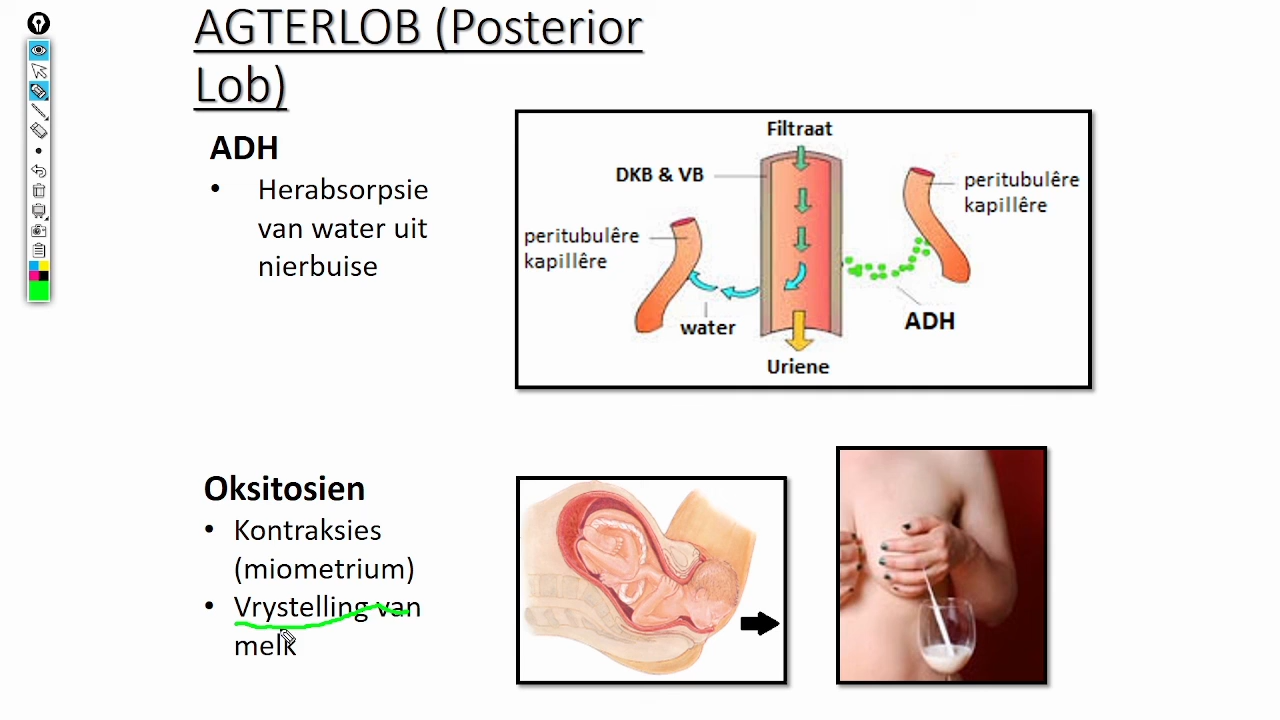 AGTERLOB (Posterior
Lob)
ADH
• Herabsorpsie
van water uit
nierbuise
Filtraat
DKB & VB
peritubulêre
kapillêre
peritubulêre
kapillêre
water
ADH
Uriene
Oksitosien
• Kontraksies
(miometrium)
• Vrystelling van
melk